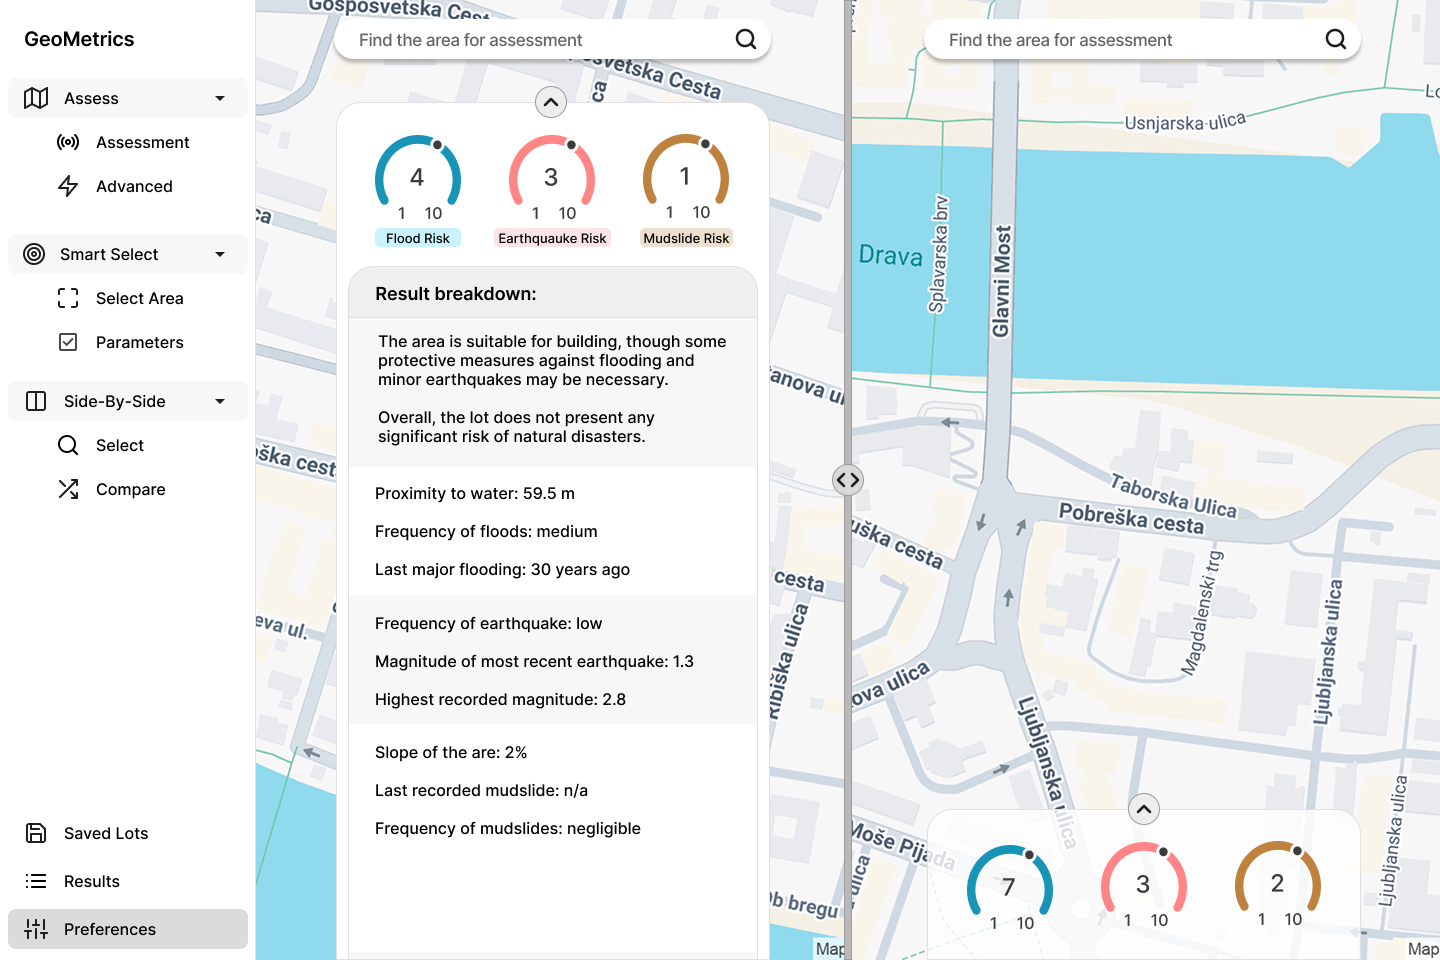 GeoMetrics
Assess
Assessment
Advanced
Smart Select
Select Area
Parameters
Side-By-Side
Select
Compare
Saved Lots
Results
Preferences
Gosposvetska Cest
Find the area for assessment
osvetska Cesta
ca
4
1 10
Flood Risk
3
1 10
Earthquauke Risk
1
1 10
Mudslide Risk
Result breakdown:
The area is suitable for building, though some
protective measures against flooding and
minor earthquakes may be necessary.
Overall, the lot does not present any
significant risk of natural disasters.
Proximity to water: 59.5 m
Frequency of floods: medium
Last major flooding: 30 years ago
Frequency of earthquake: low
Magnitude of most recent earthquake: 1.3
Highest recorded magnitude: 2.8
Slope of the are: 2%
Last recorded mudslide: n/a
Frequency of mudslides: negligible
ca
oška cest
eva ul.
tanova ul
cesta
Ribiška ulica
Ob bregu
Map
Find the area for assessment
Usnjarska ulica
Lo
Drava
Splavarska brv
Glavni Most
Taborska Ulica
Pobreška cesta
uška cesta
Magdalenski trg
Ljubljanska ulica
ova ulica
Ljubljanska ulica
Moše Pijada
ulica
Ljubljanska ulica
7
1 10
3
1 10
2
1 10
Map